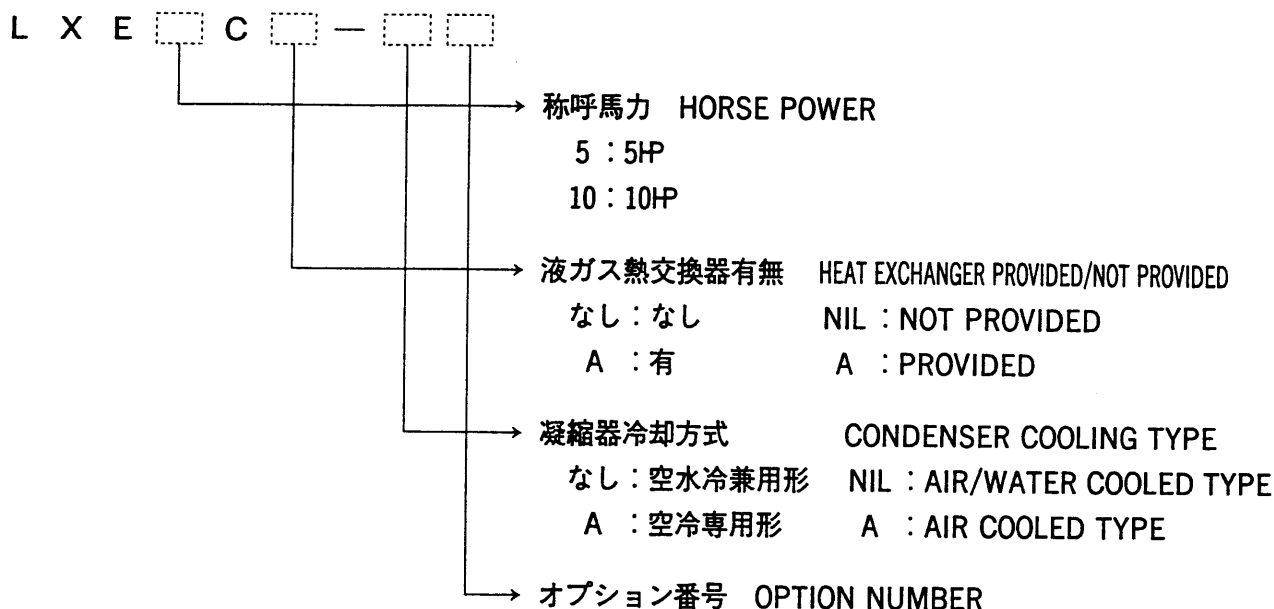 L X E C —
称呼馬力 HORSE POWER
5 : 5HP
10 : 10HP
液ガス熱交換器有無 HEAT EXCHANGER PROVIDED/NOT PROVIDED
なし : なし NIL : NOT PROVIDED
A : 有 A : PROVIDED
凝縮器冷却方式 CONDENSER COOLING TYPE
なし : 空水冷兼用形 NIL : AIR/WATER COOLED TYPE
A : 空冷専用形 A : AIR COOLED TYPE
オプション番号 OPTION NUMBER